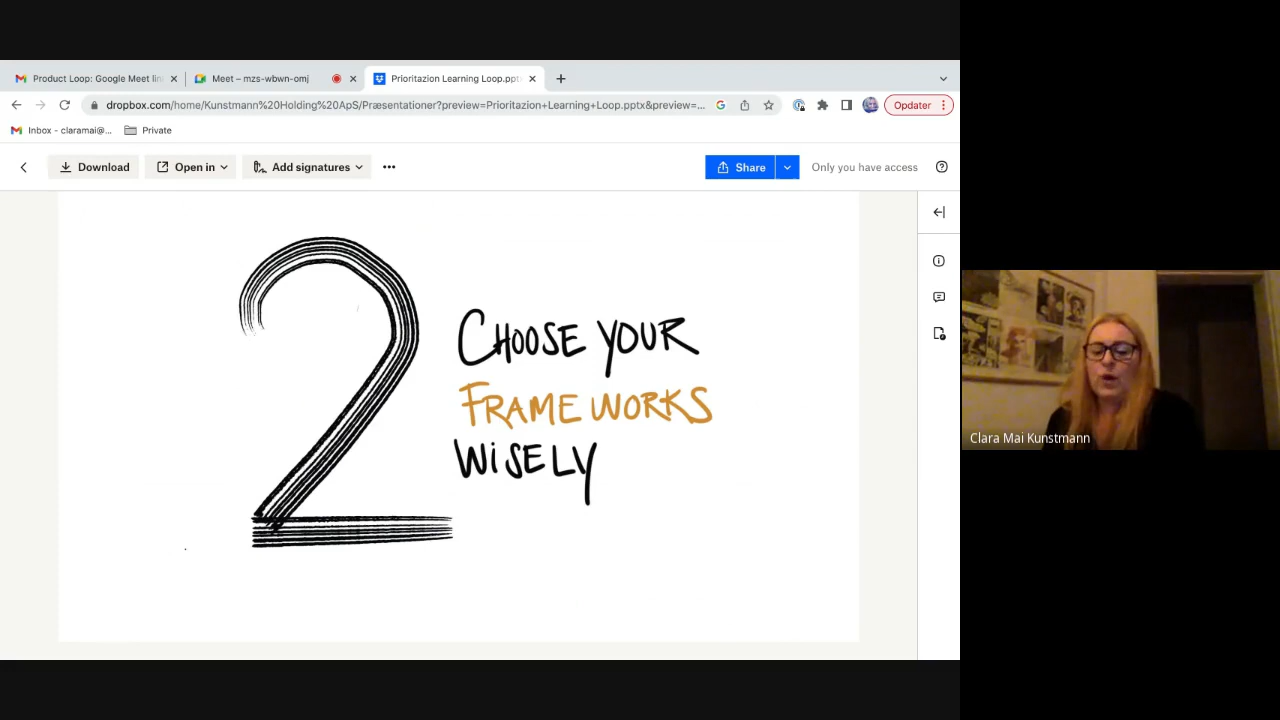 Product Loop: Google Meet lin
Meet – mzs-wbwn-omj
Prioritazion Learning Loop.ppt
dropbox.com/home/Kunstmann%20Holding%20ApS/Præsentationer?preview=Prioritazion+Learning+Loop.pptx&preview=...
Opdater
Inbox - claramai@...
Private
Download
Open in
Add signatures
Share
Only you have access
2
CHOOSE YOUR
FRAMEWORKS
WiSELY
Clara Mai Kunstmann